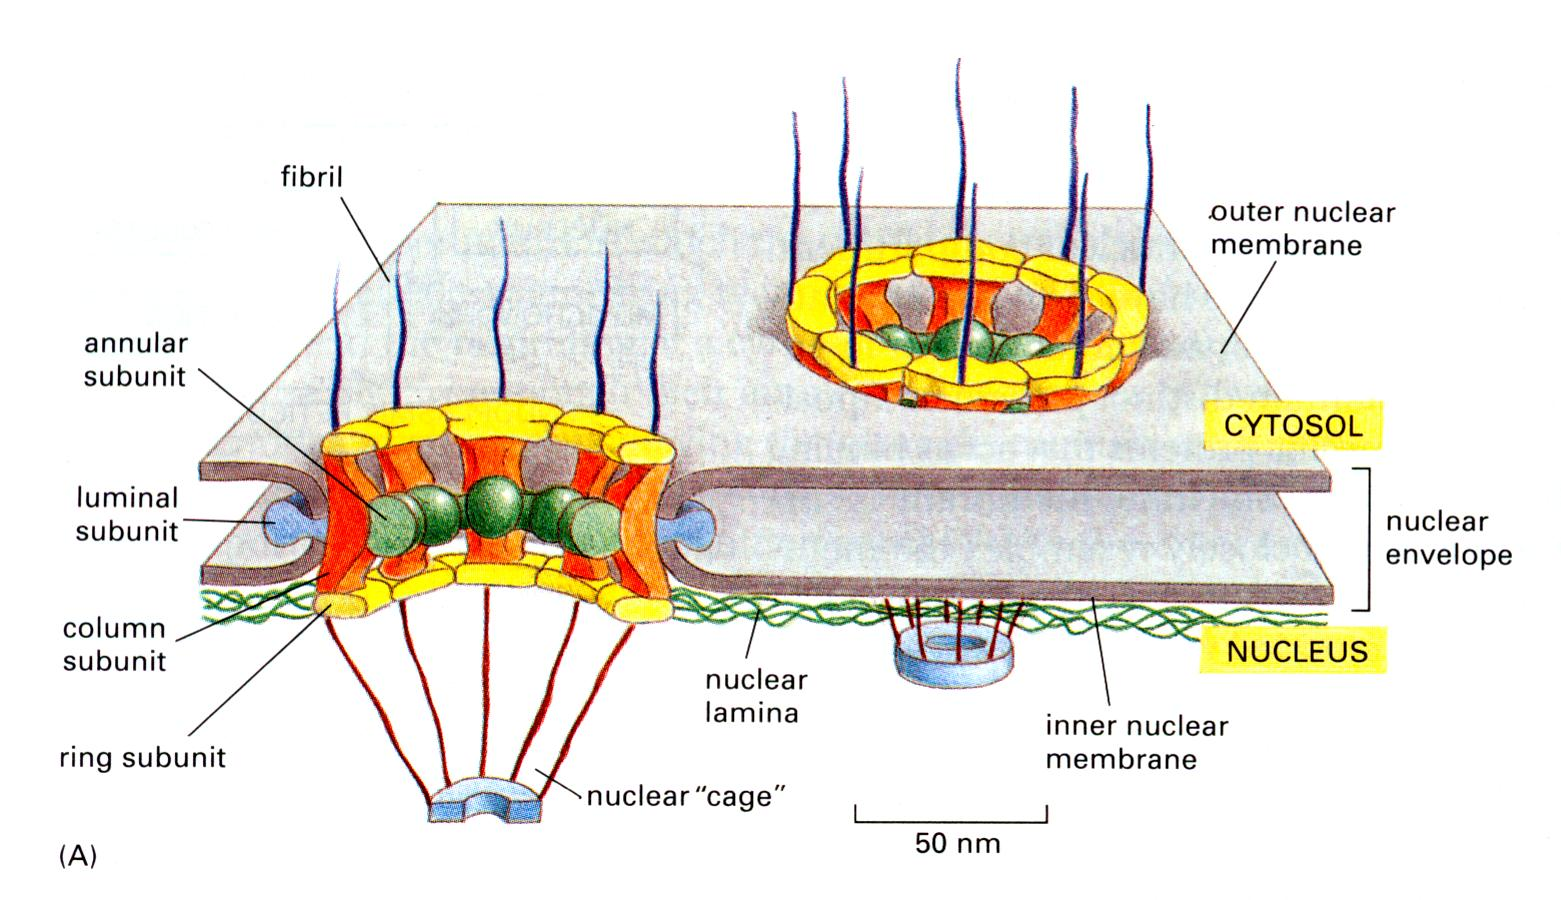 fibril
outer nuclear
membrane
annular
subunit
CYTOSOL
luminal
subunit
nuclear
envelope
column
subunit
NUCLEUS
nuclear
lamina
inner nuclear
membrane
ring subunit
nuclear “cage”
50 nm
(A)